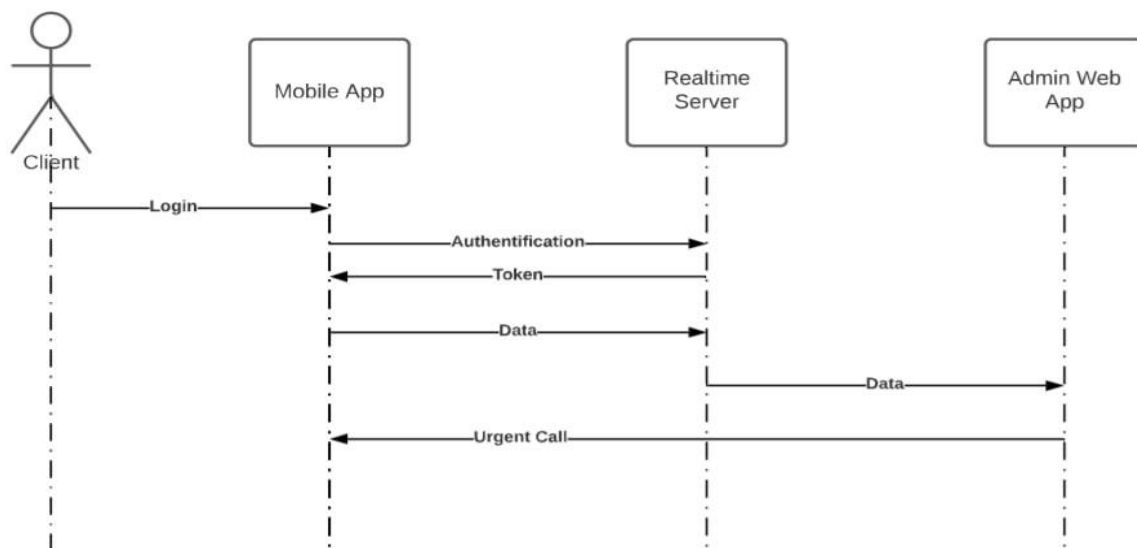 Mobile App
Realtime
Server
Admin Web
App
Client
Login
Authentification
Token
Data
Data
Urgent Call